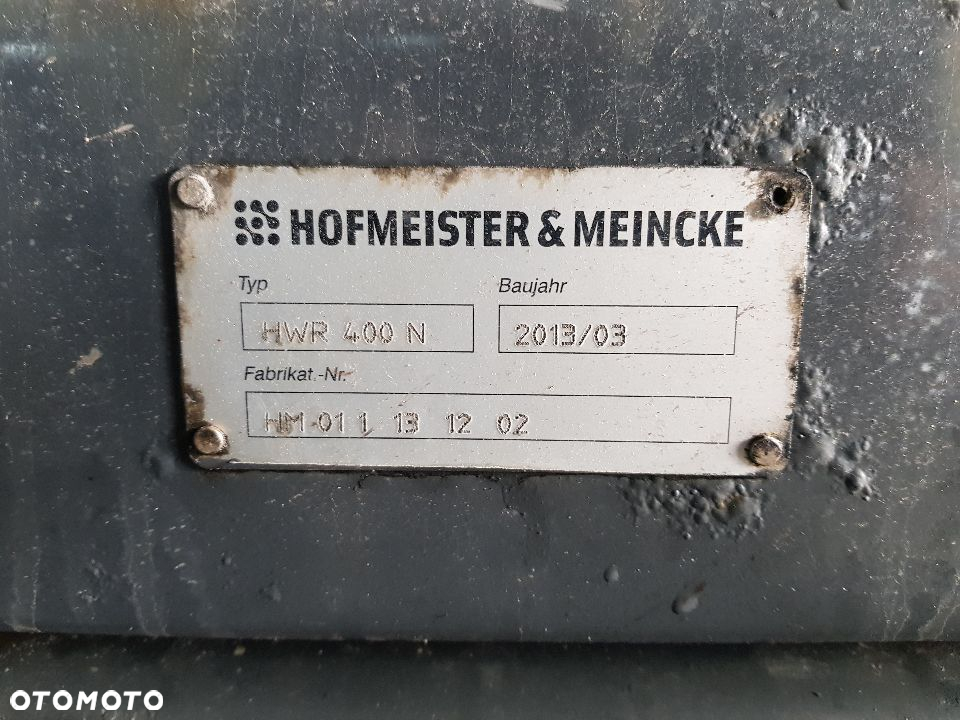 HOFMEISTER & MEINCKE
Typ Baujahr
HWR 400 N 2013/03
Fabrikat.-Nr.
HM 01 1 13 12 02
OTOMOTO